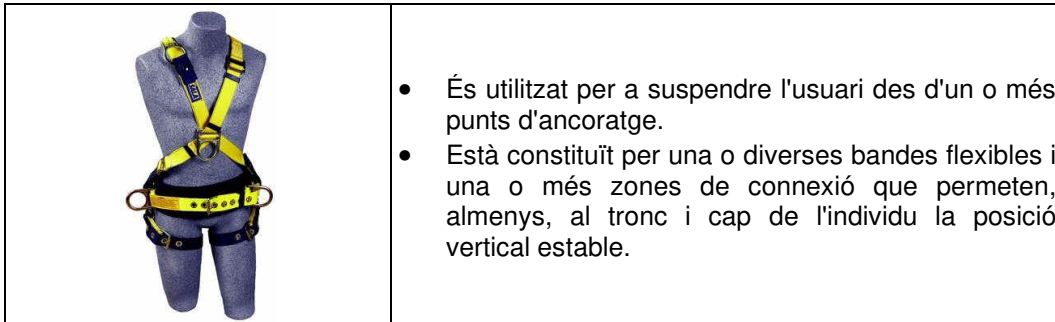 • És utilitzat per a suspendre l'usuari des d'un o més
punts d'ancoratge.
• Està constituït per una o diverses bandes flexibles i
una o més zones de connexió que permeten,
almenys, al tronc i cap de l'individu la posició
vertical estable.